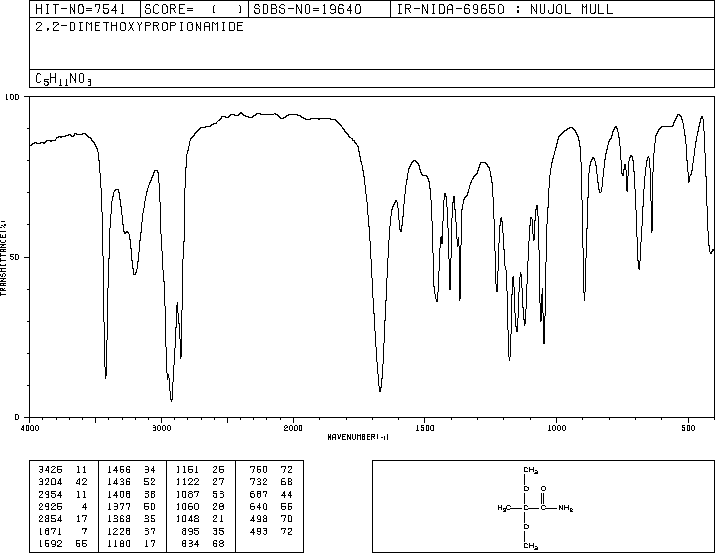 HIT-NO=7541 SCORE= ( ) SDBS-NO=19640 IR-NIDA-69650 : NUJOL MULL
2,2-DIMETHOXYPROPIONAMIDE
C5H11NO3
100
TRANSMITTANCE(%)
50
0
4000 3000 2000 1500 1000 500
WAVENUMBER(-1)
3425 11 1466 34 1151 26 760 72
3204 42 1436 52 1122 27 732 68
2954 11 1408 38 1087 53 687 44
2925 4 1377 50 1060 28 640 55
2854 17 1368 35 1048 21 498 70
1671 7 1228 37 895 35 493 72
1592 55 1180 17 834 68
CH3
O O
H3C C C NH2
O
CH3